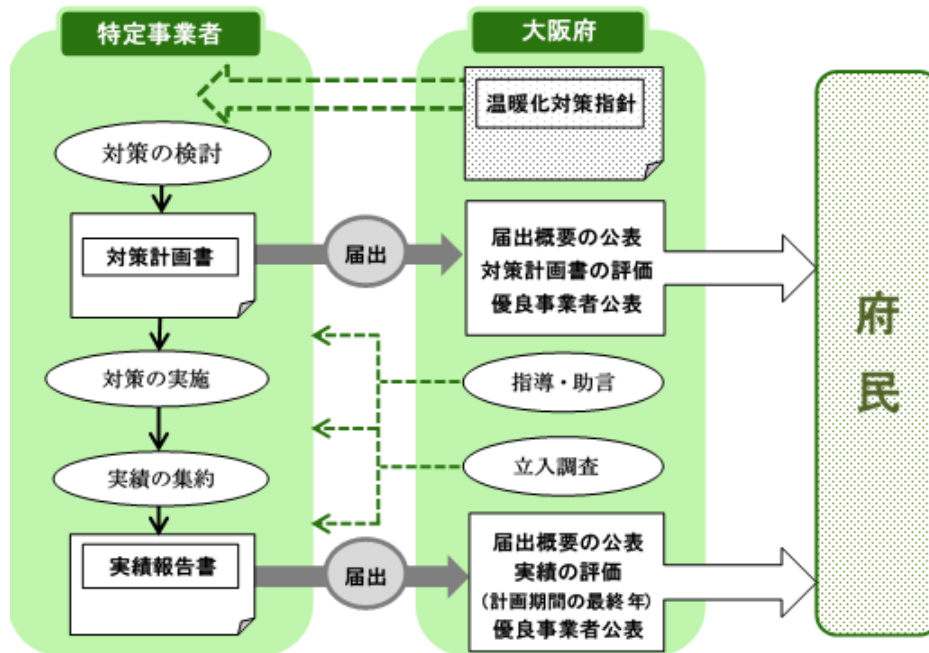 特定事業者
大阪府
温暖化対策指針
対策の検討
対策計画書
届出
届出概要の公表
対策計画書の評価
優良事業者公表
府民
対策の実施
指導・助言
立入調査
実績の集約
実績報告書
届出
届出概要の公表
実績の評価
(計画期間の最終年)
優良事業者公表